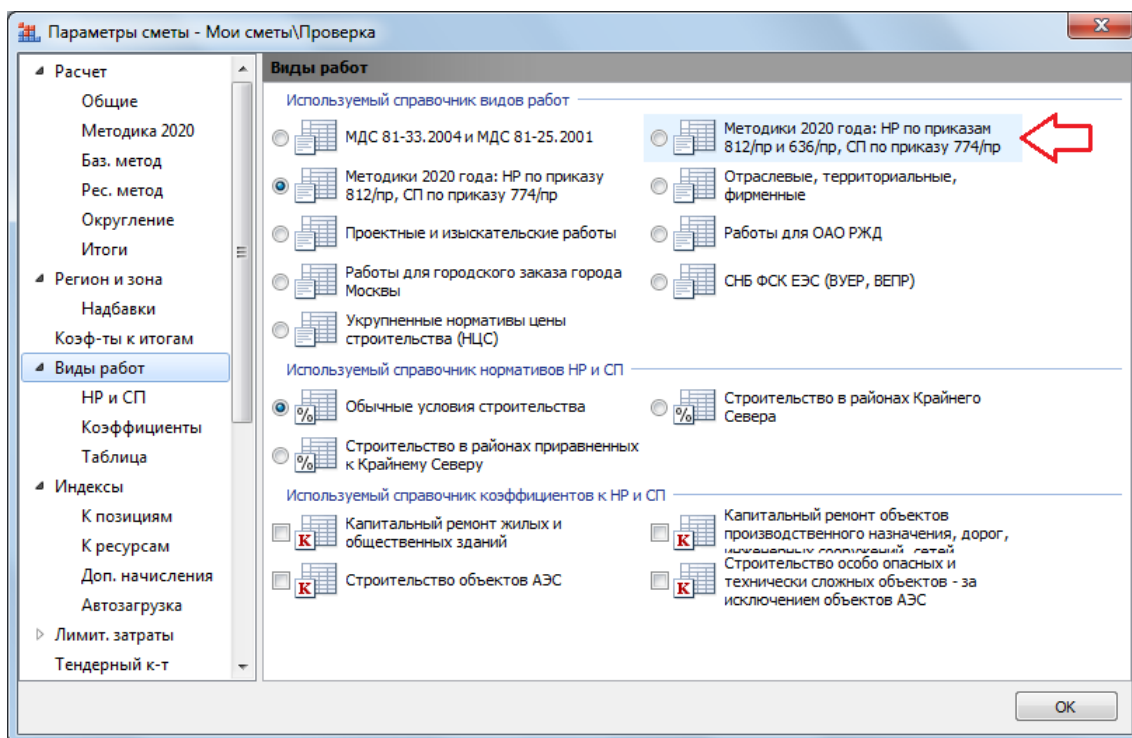 Параметры сметы - Мои сметы\Проверка
Расчет
Общие
Методика 2020
Баз. метод
Рес. метод
Округление
Итоги
Регион и зона
Надбавки
Коэф-ты к итогам
Виды работ
НР и СП
Коэффициенты
Таблица
Индексы
К позициям
К ресурсам
Доп. начисления
Автозагрузка
Лимит. затраты
Тендерный к-т
Виды работ
Используемый справочник видов работ
МДС 81-33.2004 и МДС 81-25.2001
Методики 2020 года: НР по приказам
812/пр и 636/пр, СП по приказу 774/пр
Методики 2020 года: НР по приказу
812/пр, СП по приказу 774/пр
Отраслевые, территориальные,
фирменные
Проектные и изыскательские работы
Работы для ОАО РЖД
Работы для городского заказа города
Москвы
СНБ ФСК ЕЭС (ВУЕР, ВЕПР)
Укрупненные нормативы цены
строительства (НЦС)
Используемый справочник нормативов НР и СП
% Обычные условия строительства
% Строительство в районах Крайнего
Севера
% Строительство в районах приравненных
к Крайнему Северу
Используемый справочник коэффициентов к НР и СП
К Капитальный ремонт жилых и
общественных зданий
К Капитальный ремонт объектов
производственного назначения, дорог,
инженерных сооружений, сетей
К Строительство объектов АЭС
К Строительство особо опасных и
технически сложных объектов - за
исключением объектов АЭС
OK